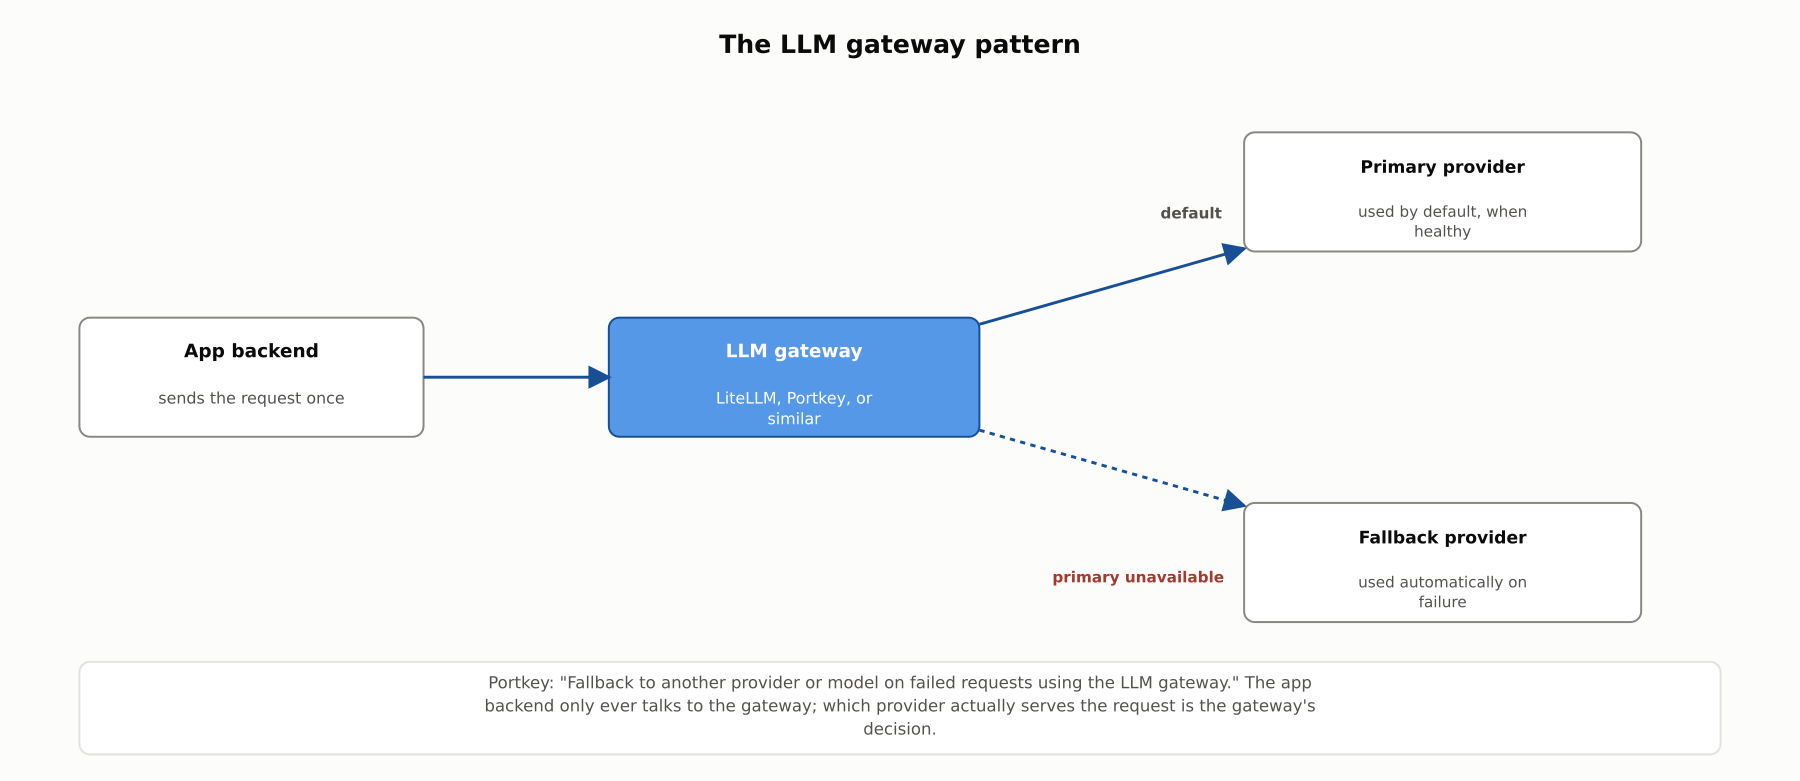 The LLM gateway pattern
Primary provider
used by default, when
healthy
default
App backend
sends the request once
LLM gateway
LiteLLM, Portkey, or
similar
Fallback provider
used automatically on
failure
primary unavailable
Portkey: "Fallback to another provider or model on failed requests using the LLM gateway." The app
backend only ever talks to the gateway; which provider actually serves the request is the gateway's
decision.